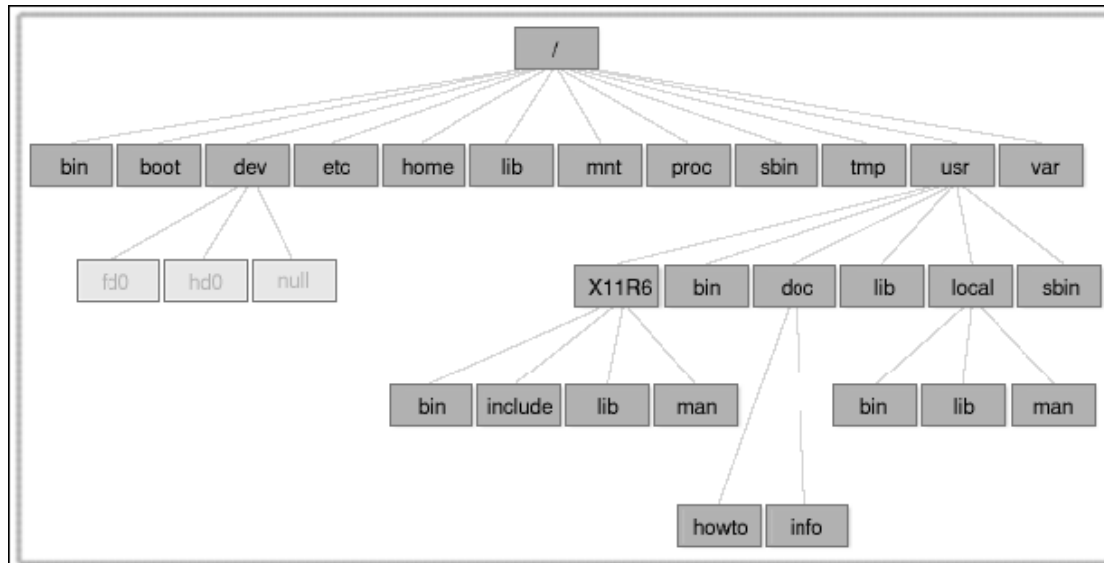 /
bin boot dev etc home lib mnt proc sbin tmp usr var
fd0 hd0 null X11R6 bin doc lib local sbin
bin include lib man bin lib man
howto info